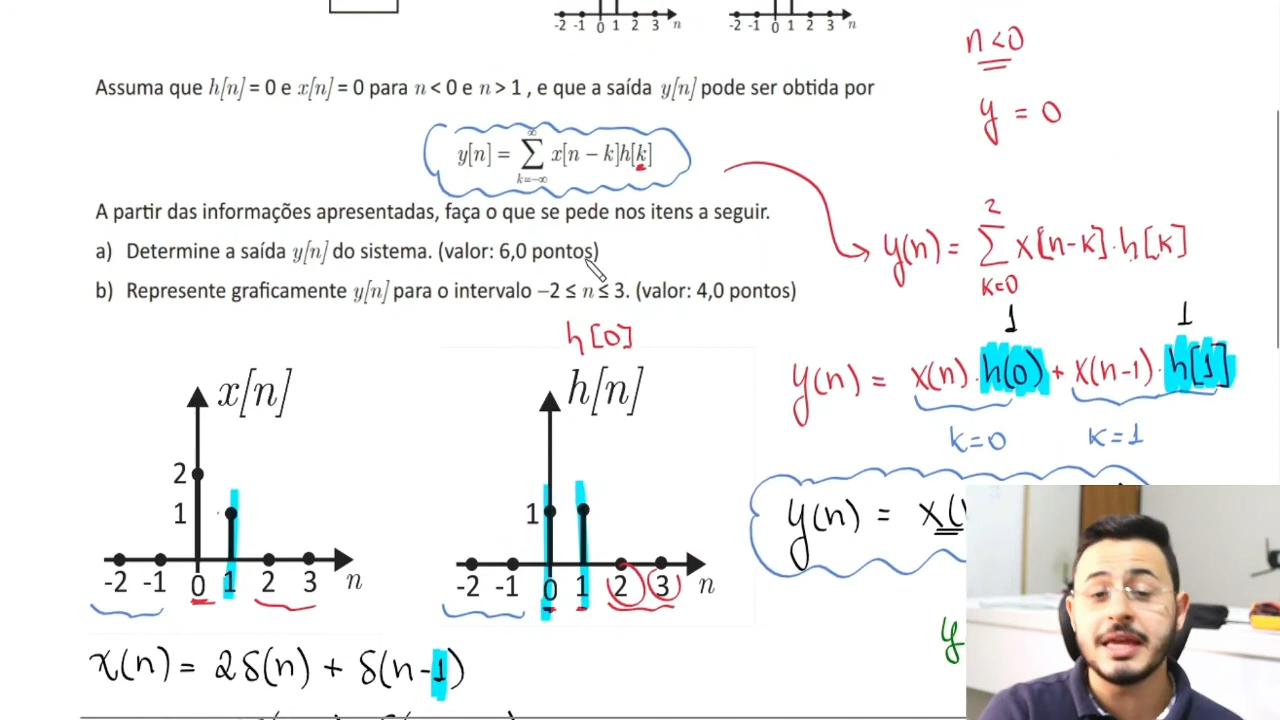 -2 -1 0 1 2 3 n
-2 -1 0 1 2 3 n
Assuma que h[n] = 0 e x[n] = 0 para n < 0 e n > 1 , e que a saída y[n] pode ser obtida por
y[n] = ∑ x[n − k]h[k]
∞
k=−∞
A partir das informações apresentadas, faça o que se pede nos itens a seguir.
a) Determine a saída y[n] do sistema. (valor: 6,0 pontos)
b) Represente graficamente y[n] para o intervalo −2 ≤ n ≤ 3. (valor: 4,0 pontos)
n<0
y = 0
2
y(n) = ∑ x[n-k]·h[k]
k=0
1 1
y(n) = x(n)·h(0) + x(n-1)·h[1]
k=0 k=1
y(n) = x(
y
h[0]
x[n]
2
1
-2 -1 0 1 2 3 n
h[n]
1
-2 -1 0 1 2 3 n
x(n) = 2δ(n) + δ(n-1)